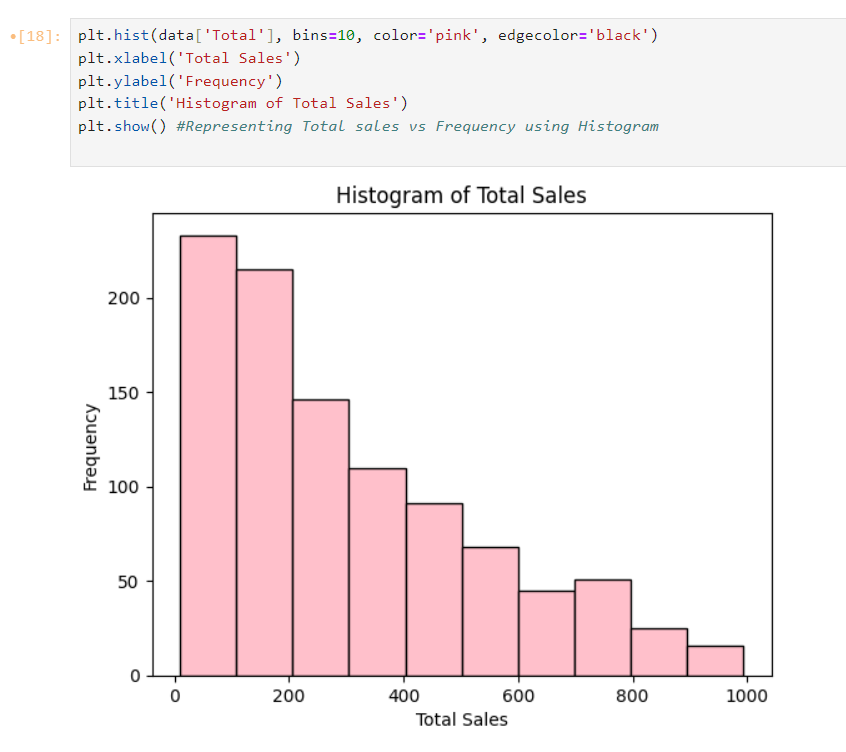 •[18]: plt.hist(data['Total'], bins=10, color='pink', edgecolor='black')
plt.xlabel('Total Sales')
plt.ylabel('Frequency')
plt.title('Histogram of Total Sales')
plt.show() #Representing Total sales vs Frequency using Histogram
Histogram of Total Sales
200
150
100
50
0
Frequency
0 200 400 600 800 1000
Total Sales